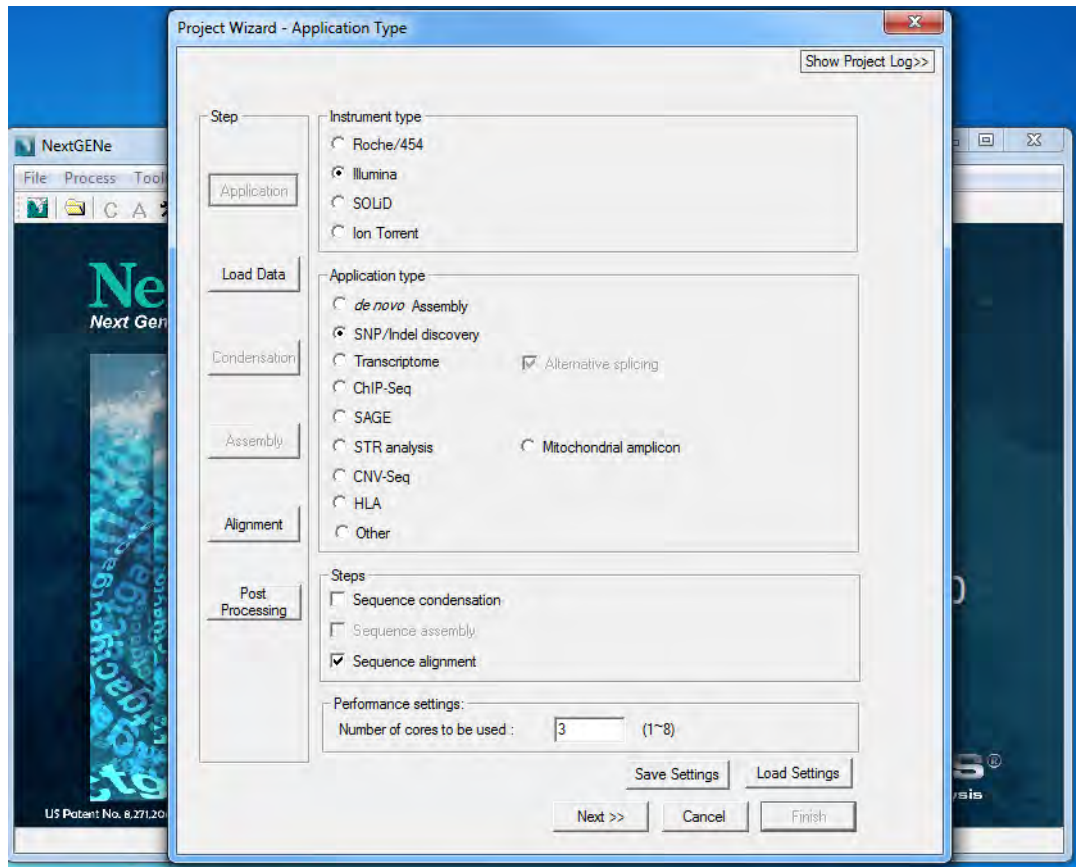 Project Wizard - Application Type
Show Project Log>>
Step
Application
Load Data
Condensation
Assembly
Alignment
Post
Processing
Instrument type
Roche/454
Illumina
SOLiD
Ion Torrent
Application type
de novo Assembly
SNP/Indel discovery
Transcriptome
Alternative splicing
ChIP-Seq
SAGE
STR analysis
Mitochondrial amplicon
CNV-Seq
HLA
Other
Steps
Sequence condensation
Sequence assembly
Sequence alignment
Performance settings:
Number of cores to be used : 3 (1~8)
Save Settings
Load Settings
Next >>
Cancel
Finish
NextGENe
File Process Tool
C A
Ne
Next Gen
US Patent No. 8,271,20
S®
ysis